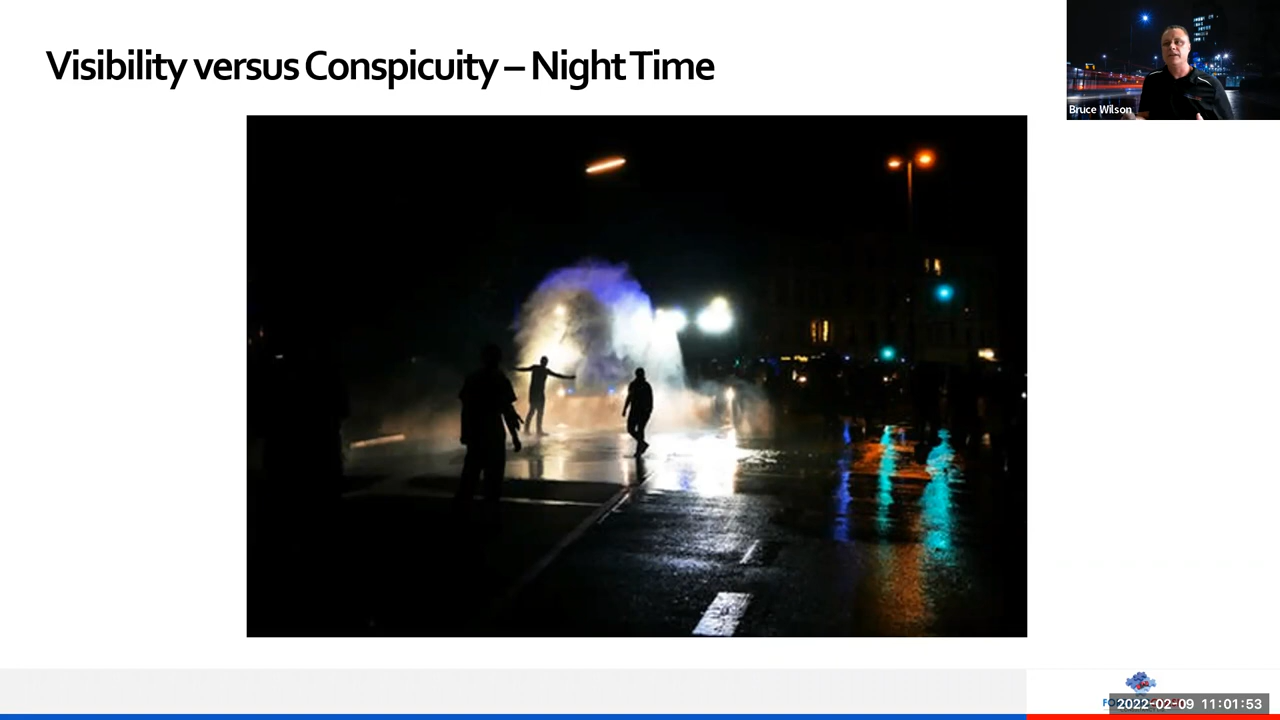 Visibility versus Conspicuity – Night Time
Bruce Wilson
2022-02-09 11:01:53